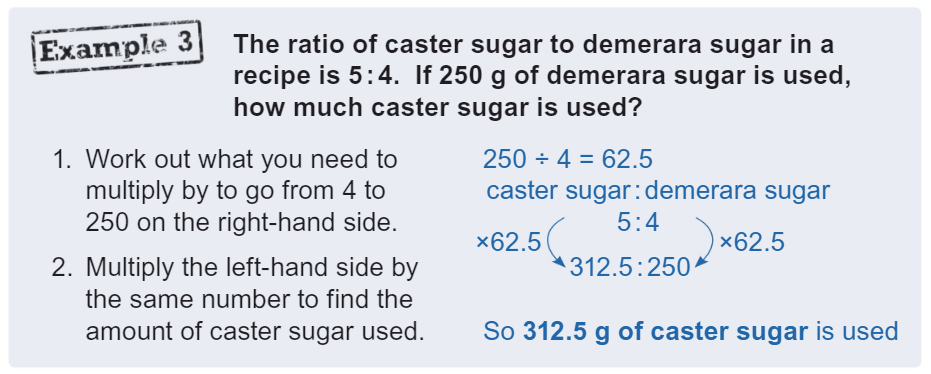 Example 3
The ratio of caster sugar to demerara sugar in a
recipe is 5:4. If 250 g of demerara sugar is used,
how much caster sugar is used?
1. Work out what you need to
multiply by to go from 4 to
250 on the right-hand side.
2. Multiply the left-hand side by
the same number to find the
amount of caster sugar used.
250 ÷ 4 = 62.5
caster sugar:demerara sugar
5:4
×62.5 ×62.5
312.5:250
So 312.5 g of caster sugar is used